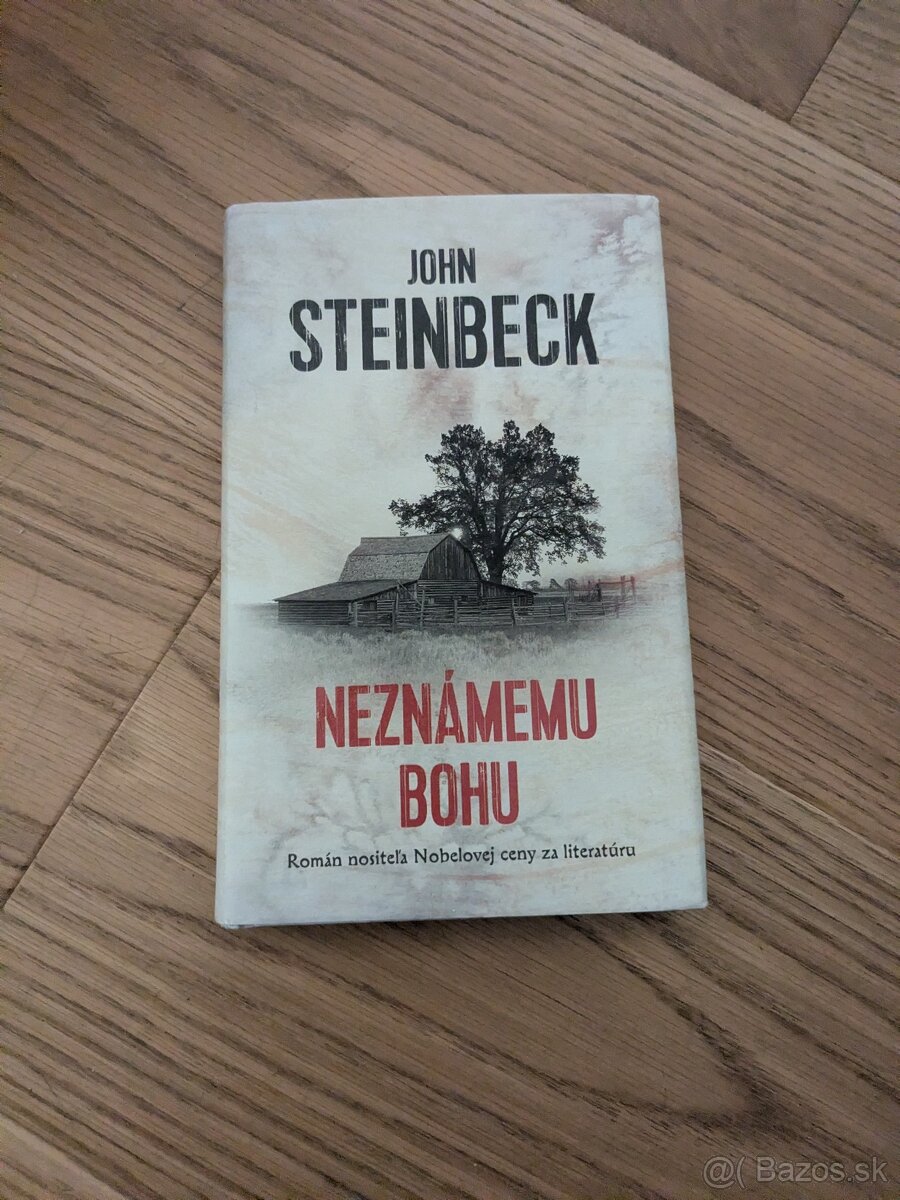 JOHN
STEINBECK
NEZNÁMEMU
BOHU
Román nositeľa Nobelovej ceny za literatúru
@( Bazos.sk